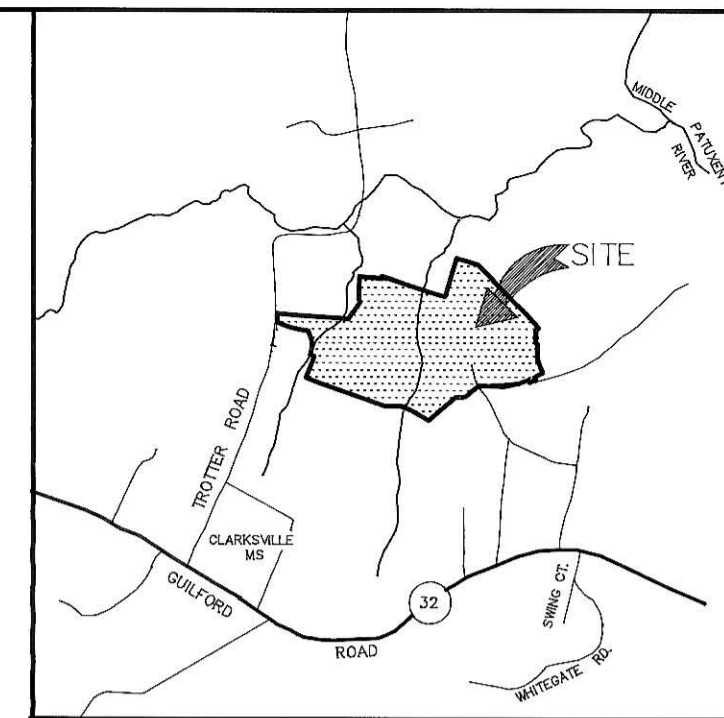 MIDDLE
PATUXENT
RIVER
SITE
TROTTER ROAD
CLARKSVILLE
MS
GUILFORD
ROAD
32
SWING CT.
WHITEGATE RD.